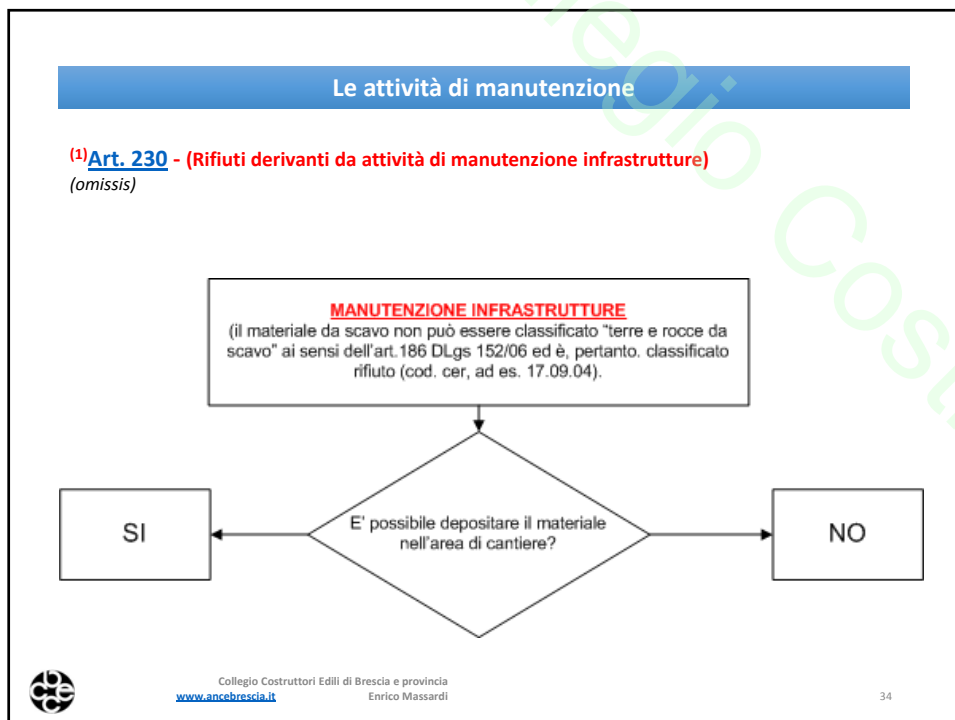 Le attività di manutenzione
(1)Art. 230 - (Rifiuti derivanti da attività di manutenzione infrastrutture)
(omissis)
MANUTENZIONE INFRASTRUTTURE
(il materiale da scavo non può essere classificato "terre e rocce da
scavo" ai sensi dell'art.186 DLgs 152/06 ed è, pertanto. classificato
rifiuto (cod. cer, ad es. 17.09.04).
E' possibile depositare il materiale
nell'area di cantiere?
SI
NO
Collegio Costruttori Edili di Brescia e provincia
www.ancebrescia.it Enrico Massardi
34